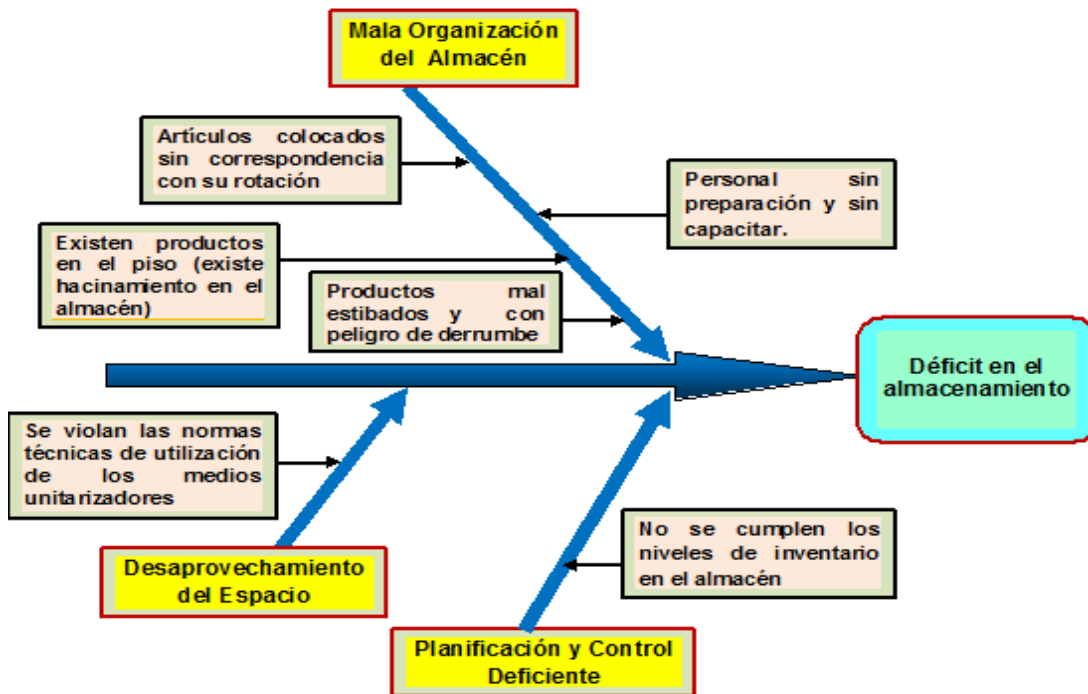 Mala Organización
del Almacén
Artículos colocados
sin correspondencia
con su rotación
Personal sin
preparación y sin
capacitar.
Existen productos
en el piso (existe
hacinamiento en el
almacén)
Productos mal
estibados y con
peligro de derrumbe
Déficit en el
almacenamiento
Se violan las normas
técnicas de utilización
de los medios
unitarizadores
No se cumplen los
niveles de inventario
en el almacén
Desaprovechamiento
del Espacio
Planificación y Control
Deficiente